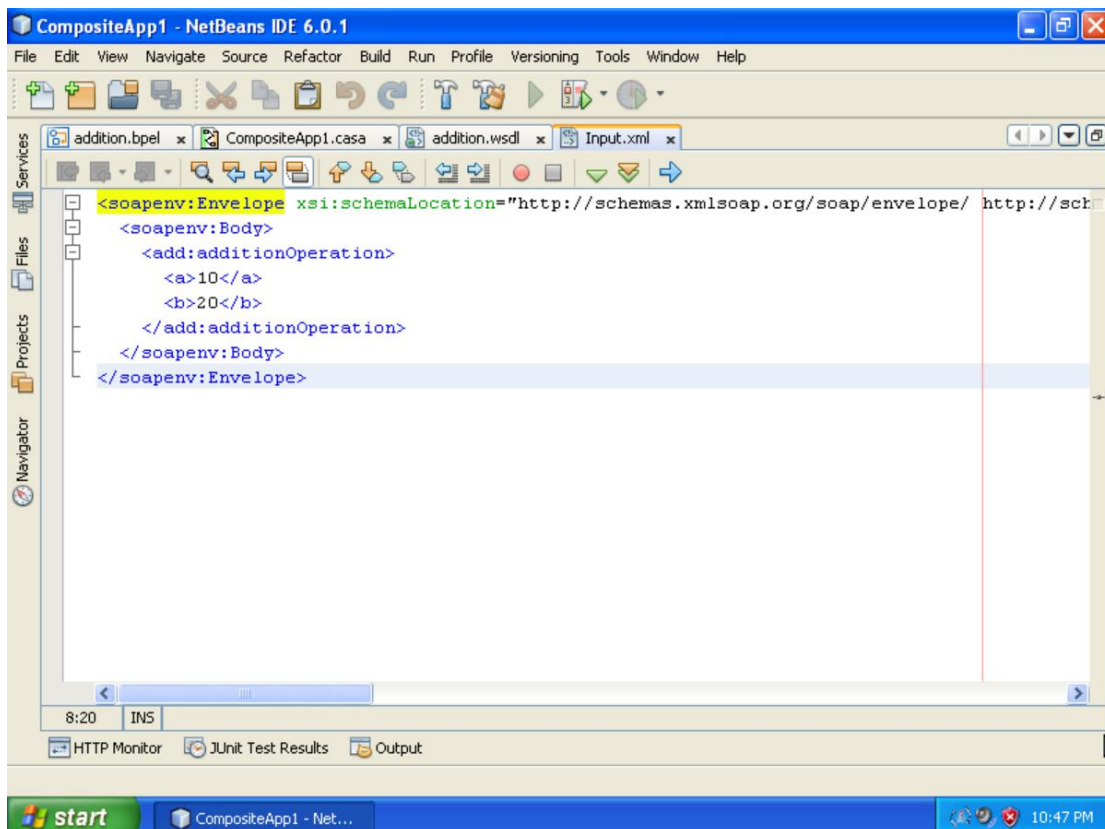 CompositeApp1 - NetBeans IDE 6.0.1
File Edit View Navigate Source Refactor Build Run Profile Versioning Tools Window Help
addition.bpel x CompositeApp1.casa x addition.wsdl x Input.xml x
Services
Files
Projects
Navigator
<soapenv:Envelope xsi:schemaLocation="http://schemas.xmlsoap.org/soap/envelope/ http://sch
<soapenv:Body>
<add:additionOperation>
<a>10</a>
<b>20</b>
</add:additionOperation>
</soapenv:Body>
</soapenv:Envelope>
8:20 INS
HTTP Monitor JUnit Test Results Output
start CompositeApp1 - Net... 10:47 PM